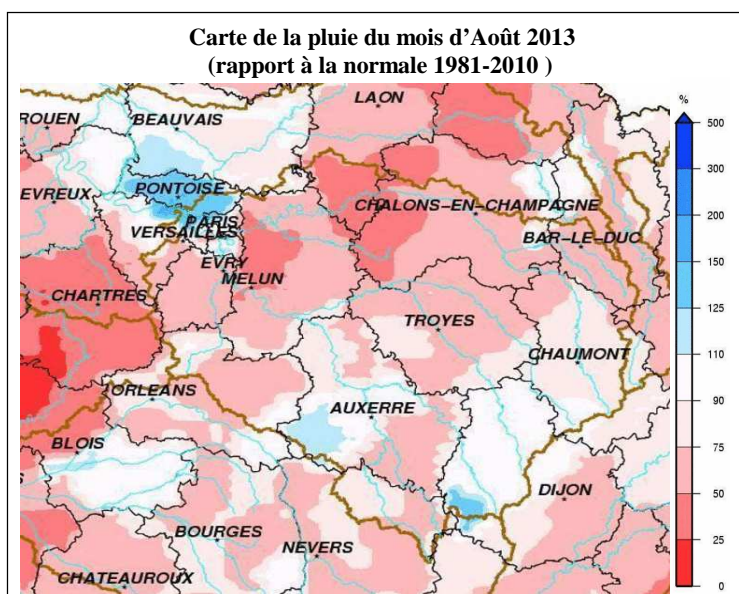 Carte de la pluie du mois d'Août 2013
(rapport à la normale 1981-2010 )
%
500
300
200
150
125
110
90
75
50
25
0
LAON
ROUEN
BEAUVAIS
EVREUX
PONTOISE
CHALONS-EN-CHAMPAGNE
PARIS
VERSAILLES
BAR-LE-DUC
EVRY
MELUN
CHARTRES
TROYES
CHAUMONT
ORLEANS
AUXERRE
BLOIS
DIJON
BOURGES
NEVERS
CHATEAUROUX